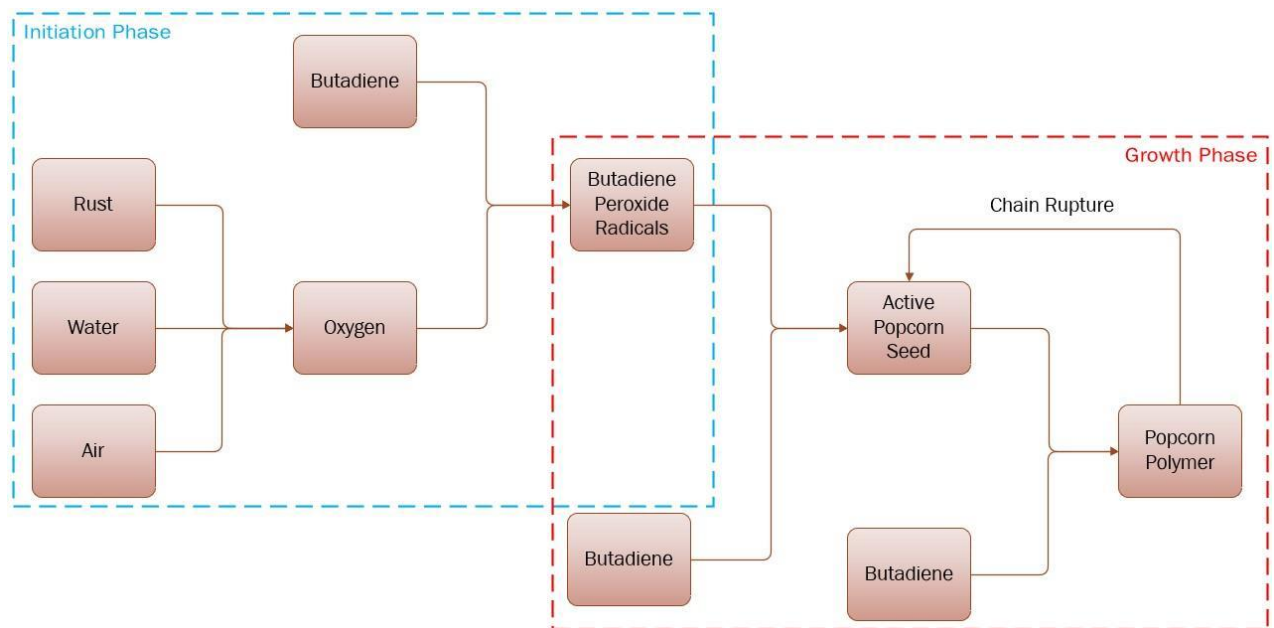 Initiation Phase
Butadiene
Rust
Water
Air
Oxygen
Butadiene
Peroxide
Radicals
Growth Phase
Chain Rupture
Active
Popcorn
Seed
Popcorn
Polymer
Butadiene
Butadiene